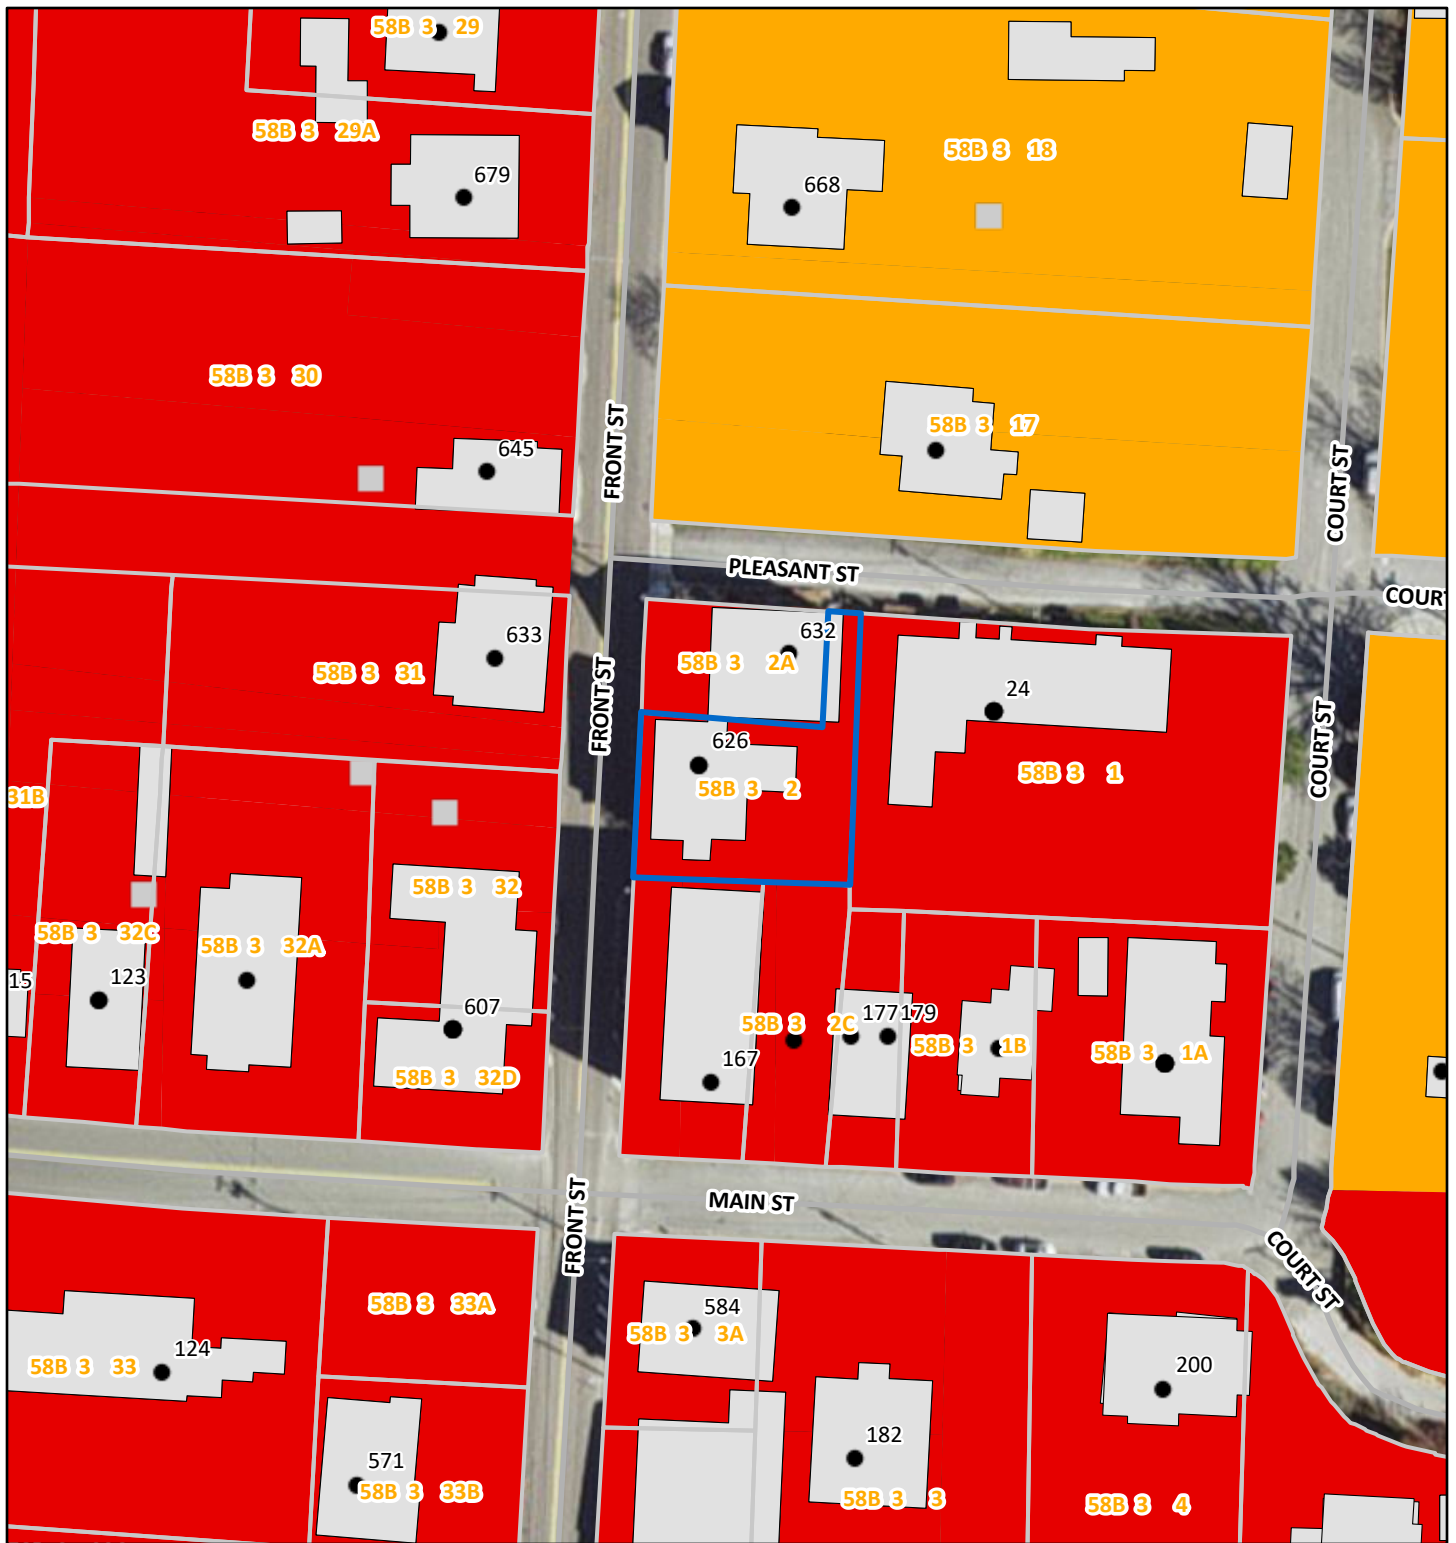 58B 3 29
58B 3 29A
679
668
58B 3 18
58B 3 30
645
FRONT ST
58B 3 17
COURT ST
PLEASANT ST
COURT
633
58B 3 31
FRONT ST
632
58B 3 2A
24
58B 3 1
COURT ST
626
58B 3 2
31B
58B 3 32
58B 3 32C
58B 3 32A
123
15
607
58B 3 32D
58B 3 2C
177
179
167
58B 3 1B
58B 3 1A
FRONT ST
MAIN ST
COURT ST
58B 3 33A
584
58B 3 3A
124
58B 3 33
200
182
571
58B 3 33B
58B 3 3
58B 3 4